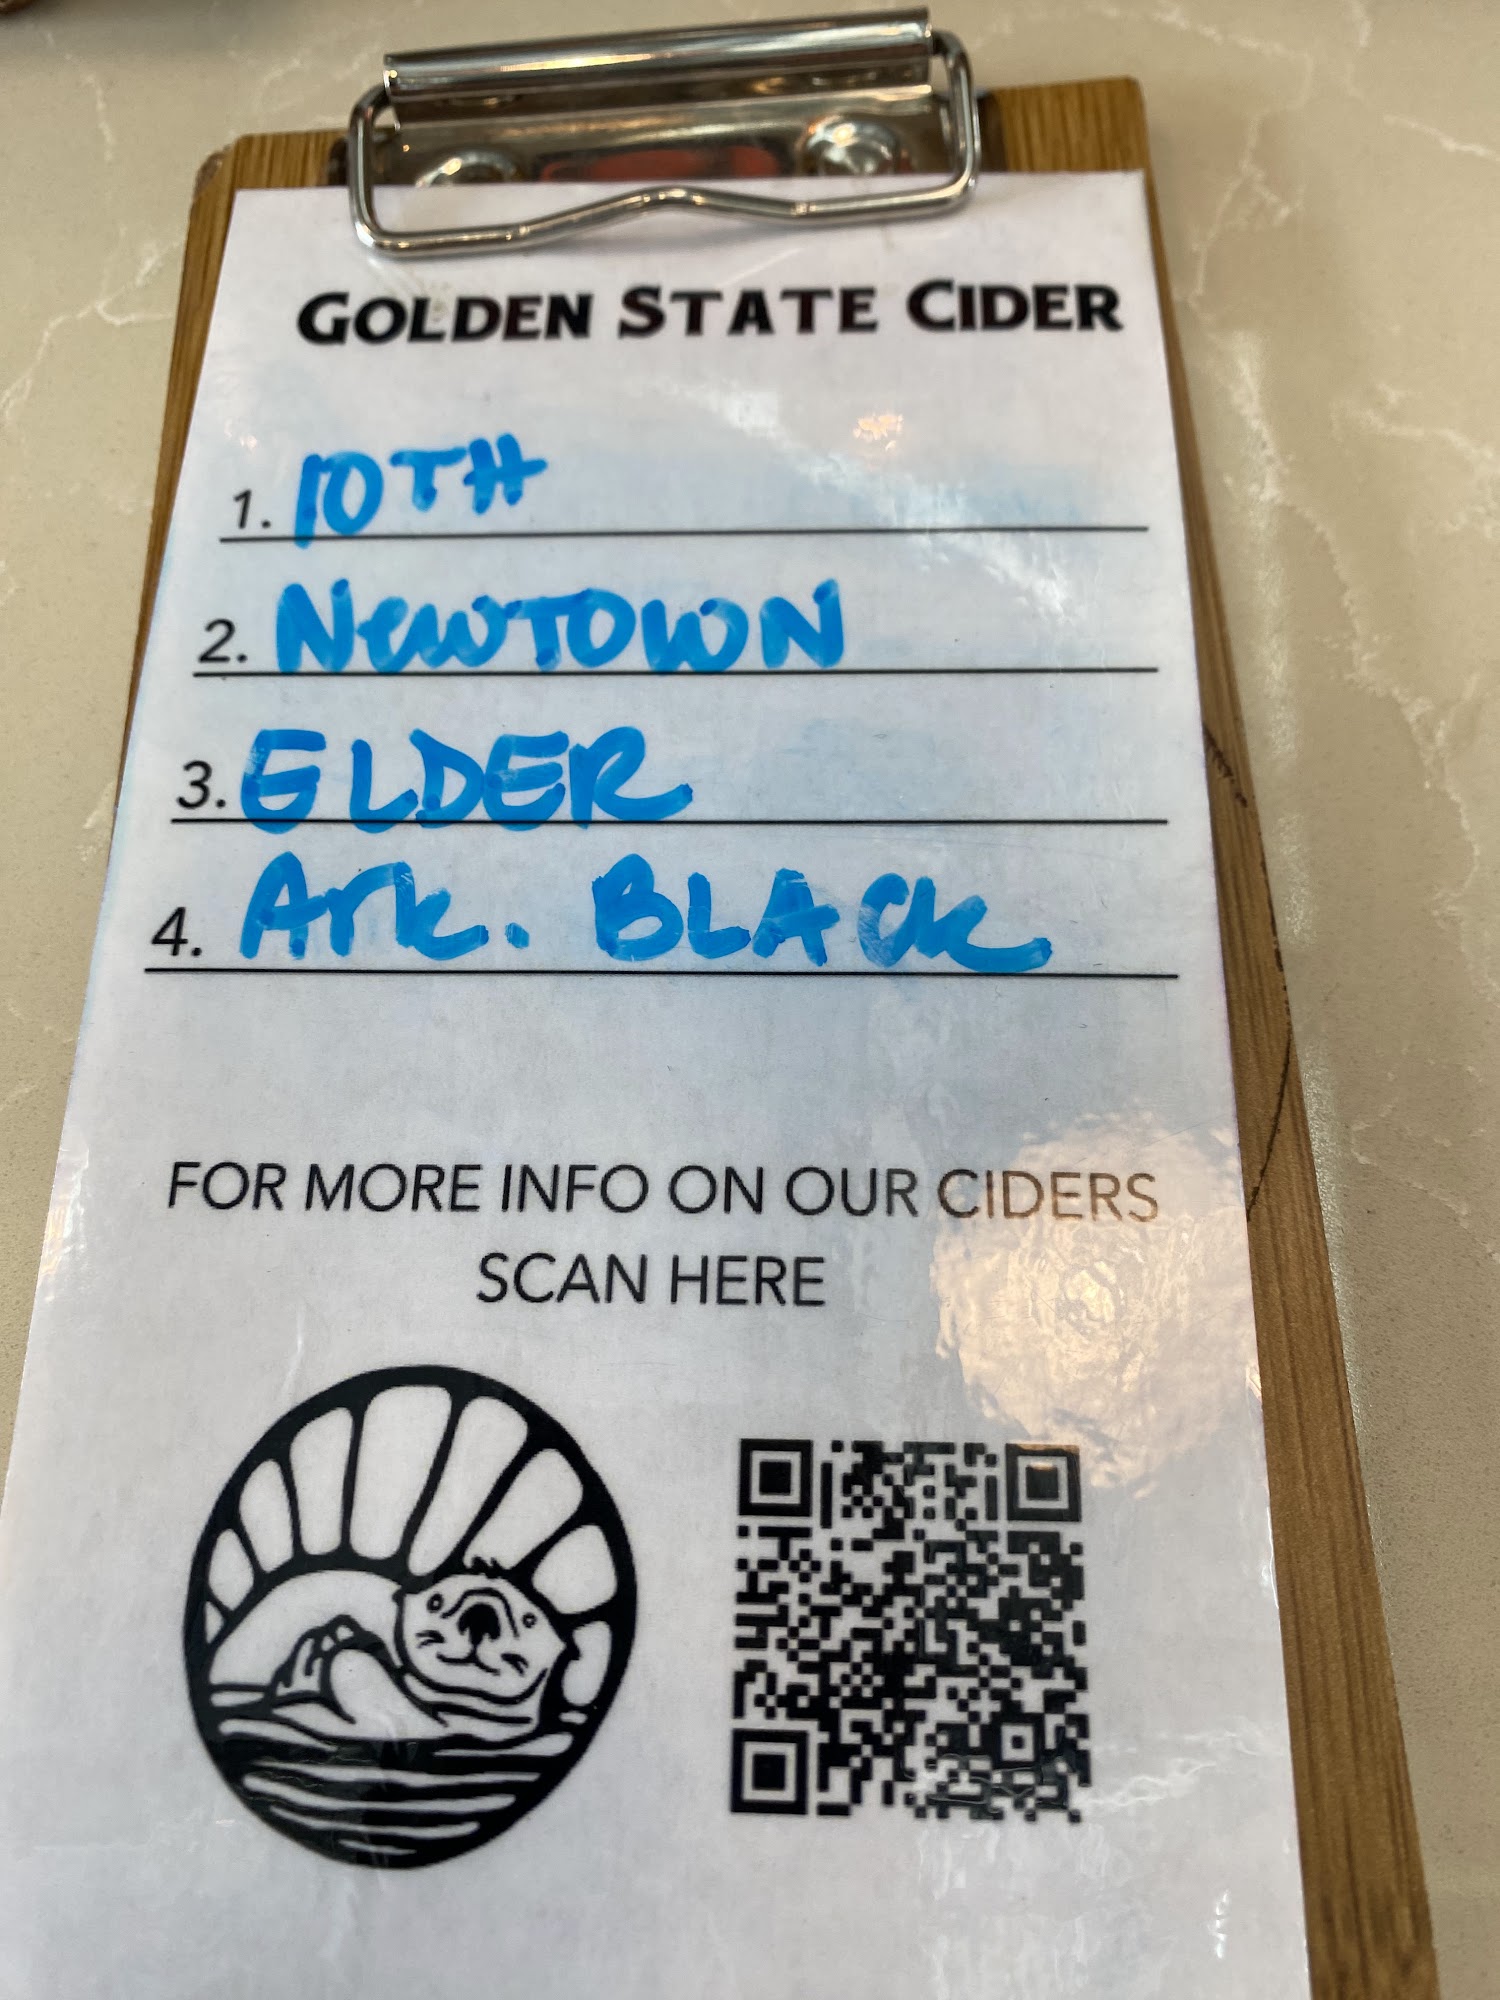 GOLDEN STATE CIDER
1. 10TH
2. NEWTOWN
3. ELDER
4. Ark. BLACK
FOR MORE INFO ON OUR CIDERS
SCAN HERE